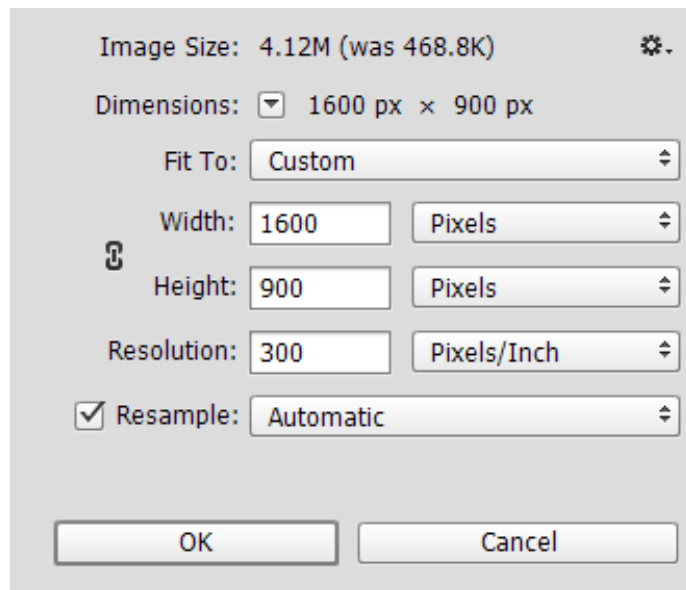 Image Size: 4.12M (was 468.8K)
Dimensions: 1600 px × 900 px
Fit To: Custom
Width: 1600 Pixels
Height: 900 Pixels
Resolution: 300 Pixels/Inch
Resample: Automatic
OK Cancel